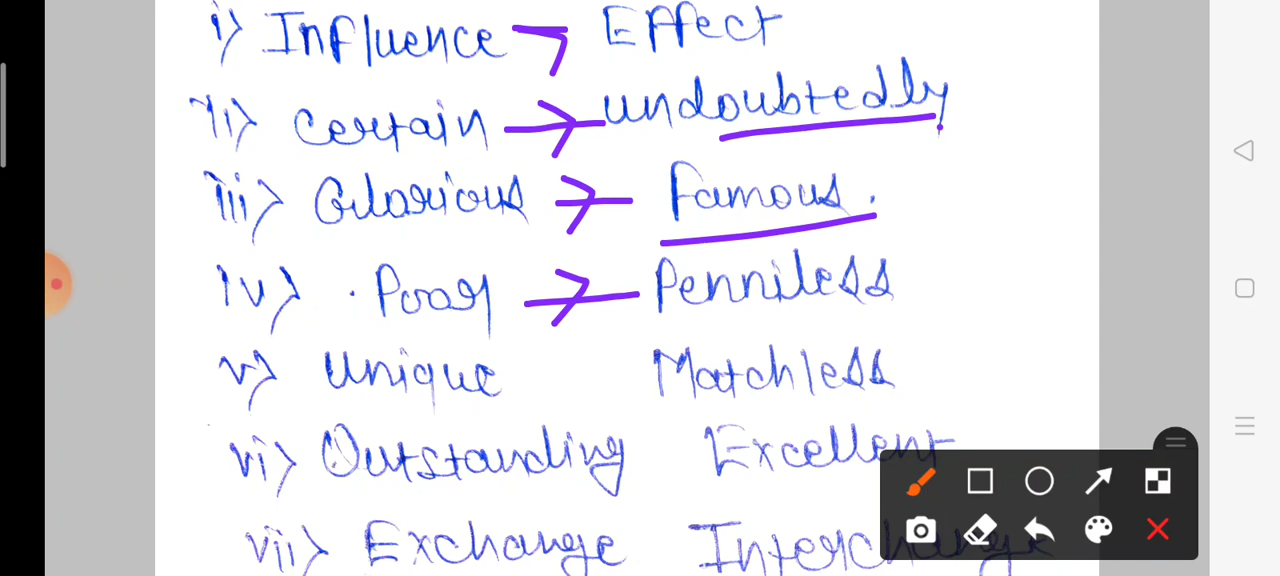 i) Influence → Effect
ii) Certain → undoubtedly
iii) Glorious → Famous.
iv) Poor → Penniless
v) Unique Matchless
vi) Outstanding Excellent
vii) Exchange Interchange